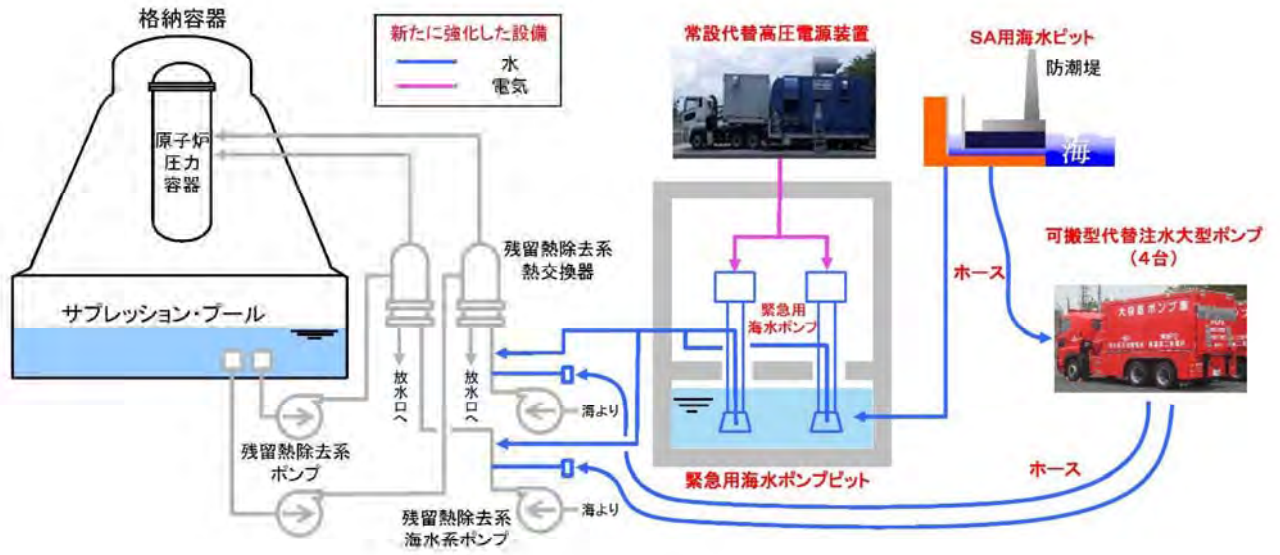 格納容器
原子炉
圧力
容器
サプレッション・プール
新たに強化した設備
水
電気
常設代替高圧電源装置
SA用海水ピット
防潮堤
海
可搬型代替注水大型ポンプ
（4台）
ホース
残留熱除去系
熱交換器
緊急用
海水ポンプ
放水口へ
放水口へ
海より
残留熱除去系
ポンプ
緊急用海水ポンプピット
ホース
海より
残留熱除去系
海水系ポンプ